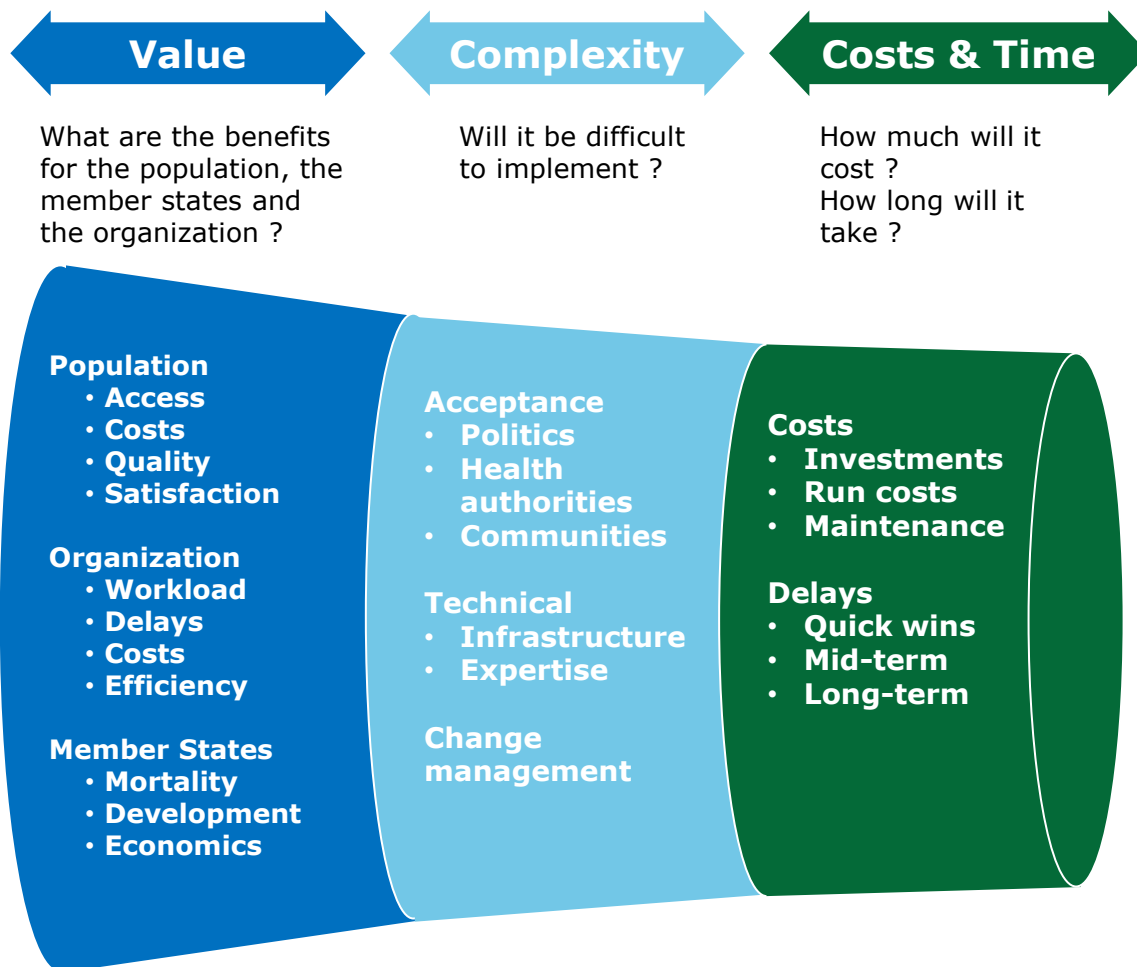 Value
Complexity
Costs & Time
What are the benefits
for the population, the
member states and
the organization ?
Will it be difficult
to implement ?
How much will it
cost ?
How long will it
take ?
Population
• Access
• Costs
• Quality
• Satisfaction
Organization
• Workload
• Delays
• Costs
• Efficiency
Member States
• Mortality
• Development
• Economics
Acceptance
• Politics
• Health
authorities
• Communities
Technical
• Infrastructure
• Expertise
Change
management
Costs
• Investments
• Run costs
• Maintenance
Delays
• Quick wins
• Mid-term
• Long-term